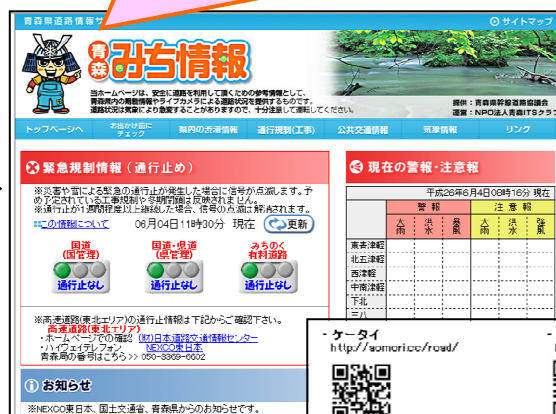 青森県道路情報サ
サイトマップ
青森みち情報
当ホームページは、安全に道路を利用して頂くための参考情報として、
青森県内の規制情報やライブカメラによる道路状況を提供するものです。
道路状況は気象により急変することがありますので、十分注意して運転してください。
提供：青森県幹線道路協議会
運営：NPO法人青森ITSクラブ
トップページへ お出かけ前にチェック 県内の渋滞情報 通行規制(工事) 公共交通情報 気象情報 リンク
緊急規制情報（通行止め）
※災害や雪による緊急の通行止が発生した場合に信号が点滅します。予
め予定されている工事規制や冬期閉鎖は反映されません。
※通行止が1週間程度以上継続した場合、信号の点滅は解消されます。
この情報について 06月04日11時30分 現在 更新
国道 国道・県道 みちのく
(国管理) (県管理) 有料道路
通行止なし 通行止なし 通行止なし
※高速道路(東北エリア)の通行止情報は下記からご確認下さい。
高速道路(東北エリア)
・ホームページでの確認 (財)日本道路交通情報センター
・ハイウェイテレフォン NEXCO東日本
青森局の番号はこちら>> 050-3369-6602
お知らせ
※NEXCO東日本、国土交通省、青森県からのお知らせです。
現在の警報・注意報
平成26年6月4日08時16分 現在
警報 注意報
大雨 洪水 暴風 大雨 洪水 強風
東青津軽
北五津軽
西津軽
中南津軽
下北
三八
・ケータイ
http://aomori.cc/road/